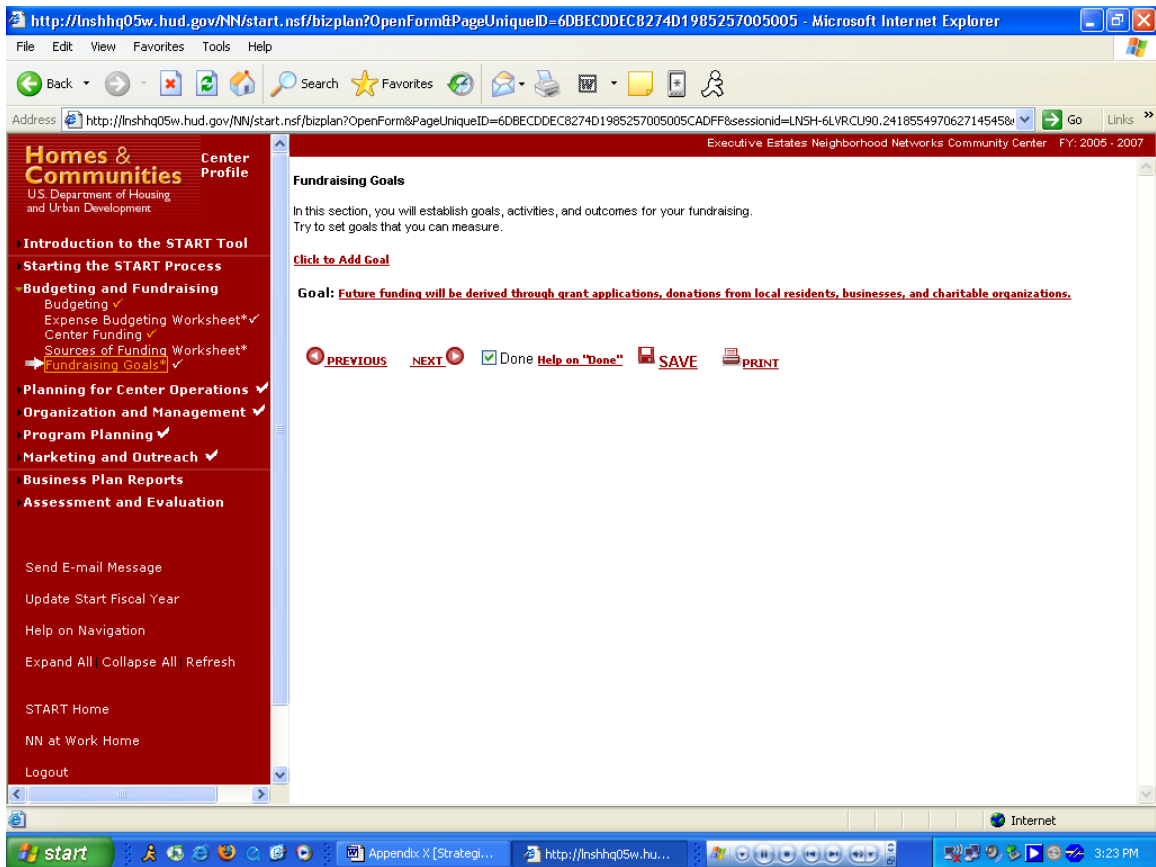 http://lnshhq05w.hud.gov/NN/start.nsf/bizplan?OpenForm&PageUniqueID=6DBECDDEC8274D1985257005005 - Microsoft Internet Explorer
File Edit View Favorites Tools Help
Back Search Favorites
Address http://lnshhq05w.hud.gov/NN/start.nsf/bizplan?OpenForm&PageUniqueID=6DBECDDEC8274D1985257005005CADFF&sessionid=LNSH-6LVRCU90.2418554970627145458& Go Links »
Executive Estates Neighborhood Networks Community Center FY: 2005 - 2007
Homes &
Communities
U.S. Department of Housing
and Urban Development
Center
Profile
Introduction to the START Tool
Starting the START Process
Budgeting and Fundraising
Budgeting
Expense Budgeting Worksheet*
Center Funding
Sources of Funding Worksheet*
Fundraising Goals*
Planning for Center Operations
Organization and Management
Program Planning
Marketing and Outreach
Business Plan Reports
Assessment and Evaluation
Send E-mail Message
Update Start Fiscal Year
Help on Navigation
Expand All | Collapse All | Refresh
START Home
NN at Work Home
Logout
Fundraising Goals
In this section, you will establish goals, activities, and outcomes for your fundraising.
Try to set goals that you can measure.
Click to Add Goal
Goal: Future funding will be derived through grant applications, donations from local residents, businesses, and charitable organizations.
PREVIOUS NEXT Done Help on "Done" SAVE PRINT
Internet
start Appendix X [Strategi... http://lnshhq05w.hu... 3:23 PM